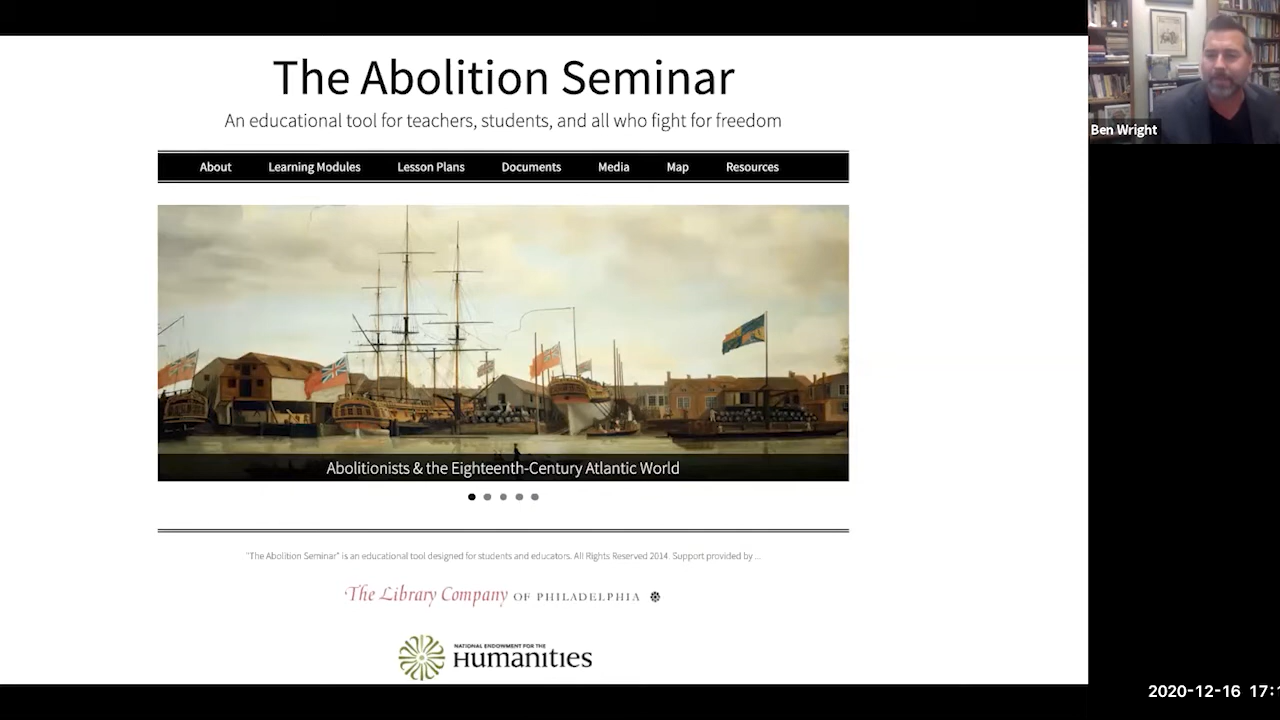 The Abolition Seminar
An educational tool for teachers, students, and all who fight for freedom
About Learning Modules Lesson Plans Documents Media Map Resources
Abolitionists & the Eighteenth-Century Atlantic World
"The Abolition Seminar" is an educational tool designed for students and educators. All Rights Reserved 2014. Support provided by ...
The Library Company OF PHILADELPHIA
NATIONAL ENDOWMENT FOR THE
Humanities
Ben Wright
2020-12-16 17: